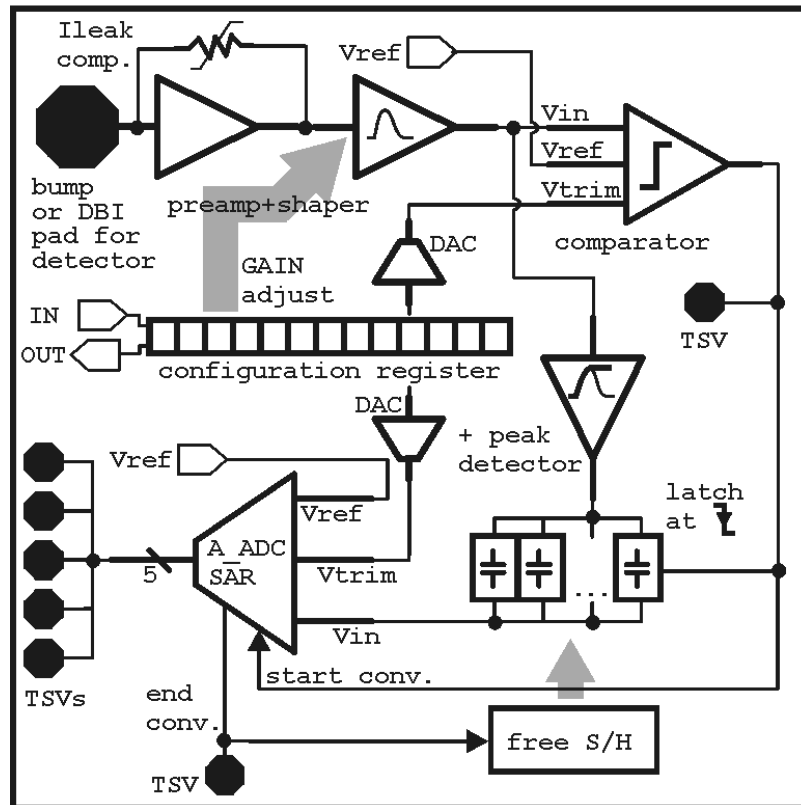 Ileak
comp.
Vref
Vin
Vref
Vtrim
bump
or DBI
pad for
detector
preamp+shaper
DAC
comparator
GAIN
adjust
IN
OUT
TSV
configuration register
DAC
+ peak
detector
Vref
Vref
latch
at
A_ADC
SAR
5
Vtrim
...
Vin
TSVs
start conv.
end
conv.
free S/H
TSV